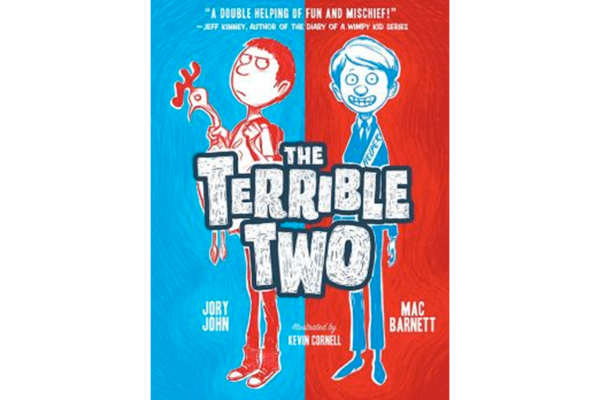 "A DOUBLE HELPING OF FUN AND MISCHIEF!"
—JEFF KINNEY, AUTHOR OF THE DIARY OF A WIMPY KID SERIES
THE
TERRIBLE
TWO
HELPER
JORY
JOHN
illustrated by
KEVIN CORNELL
MAC
BARNETT